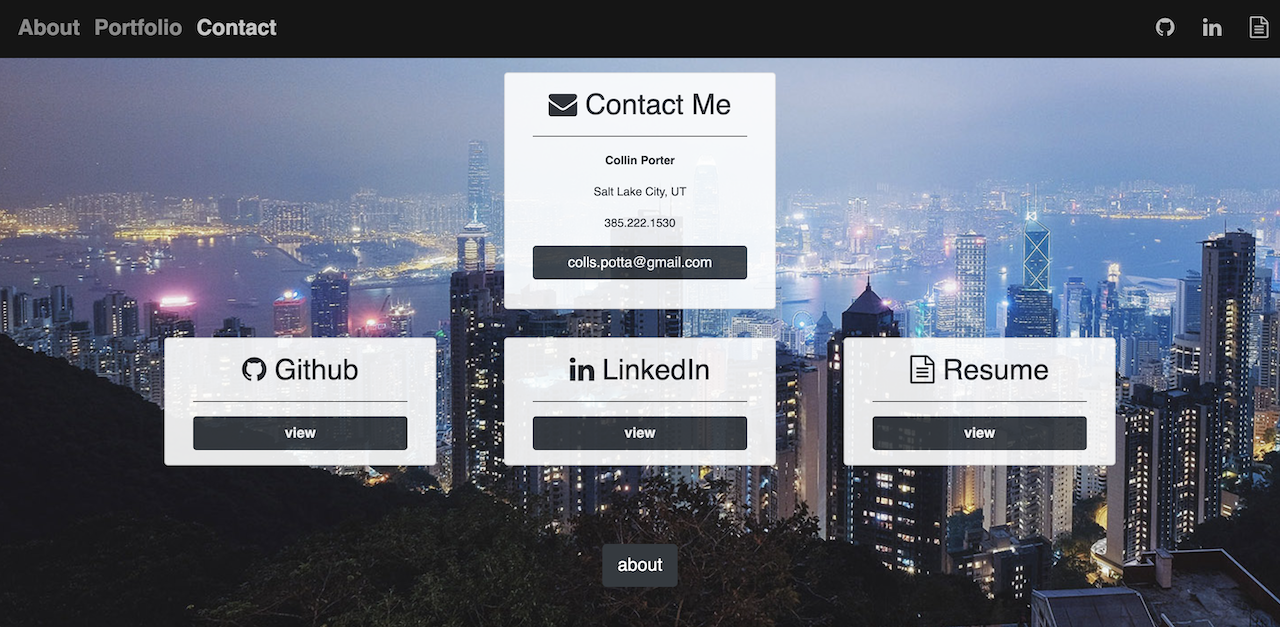 About Portfolio Contact
Contact Me
Collin Porter
Salt Lake City, UT
385.222.1530
colls.potta@gmail.com
Github
view
LinkedIn
view
Resume
view
about